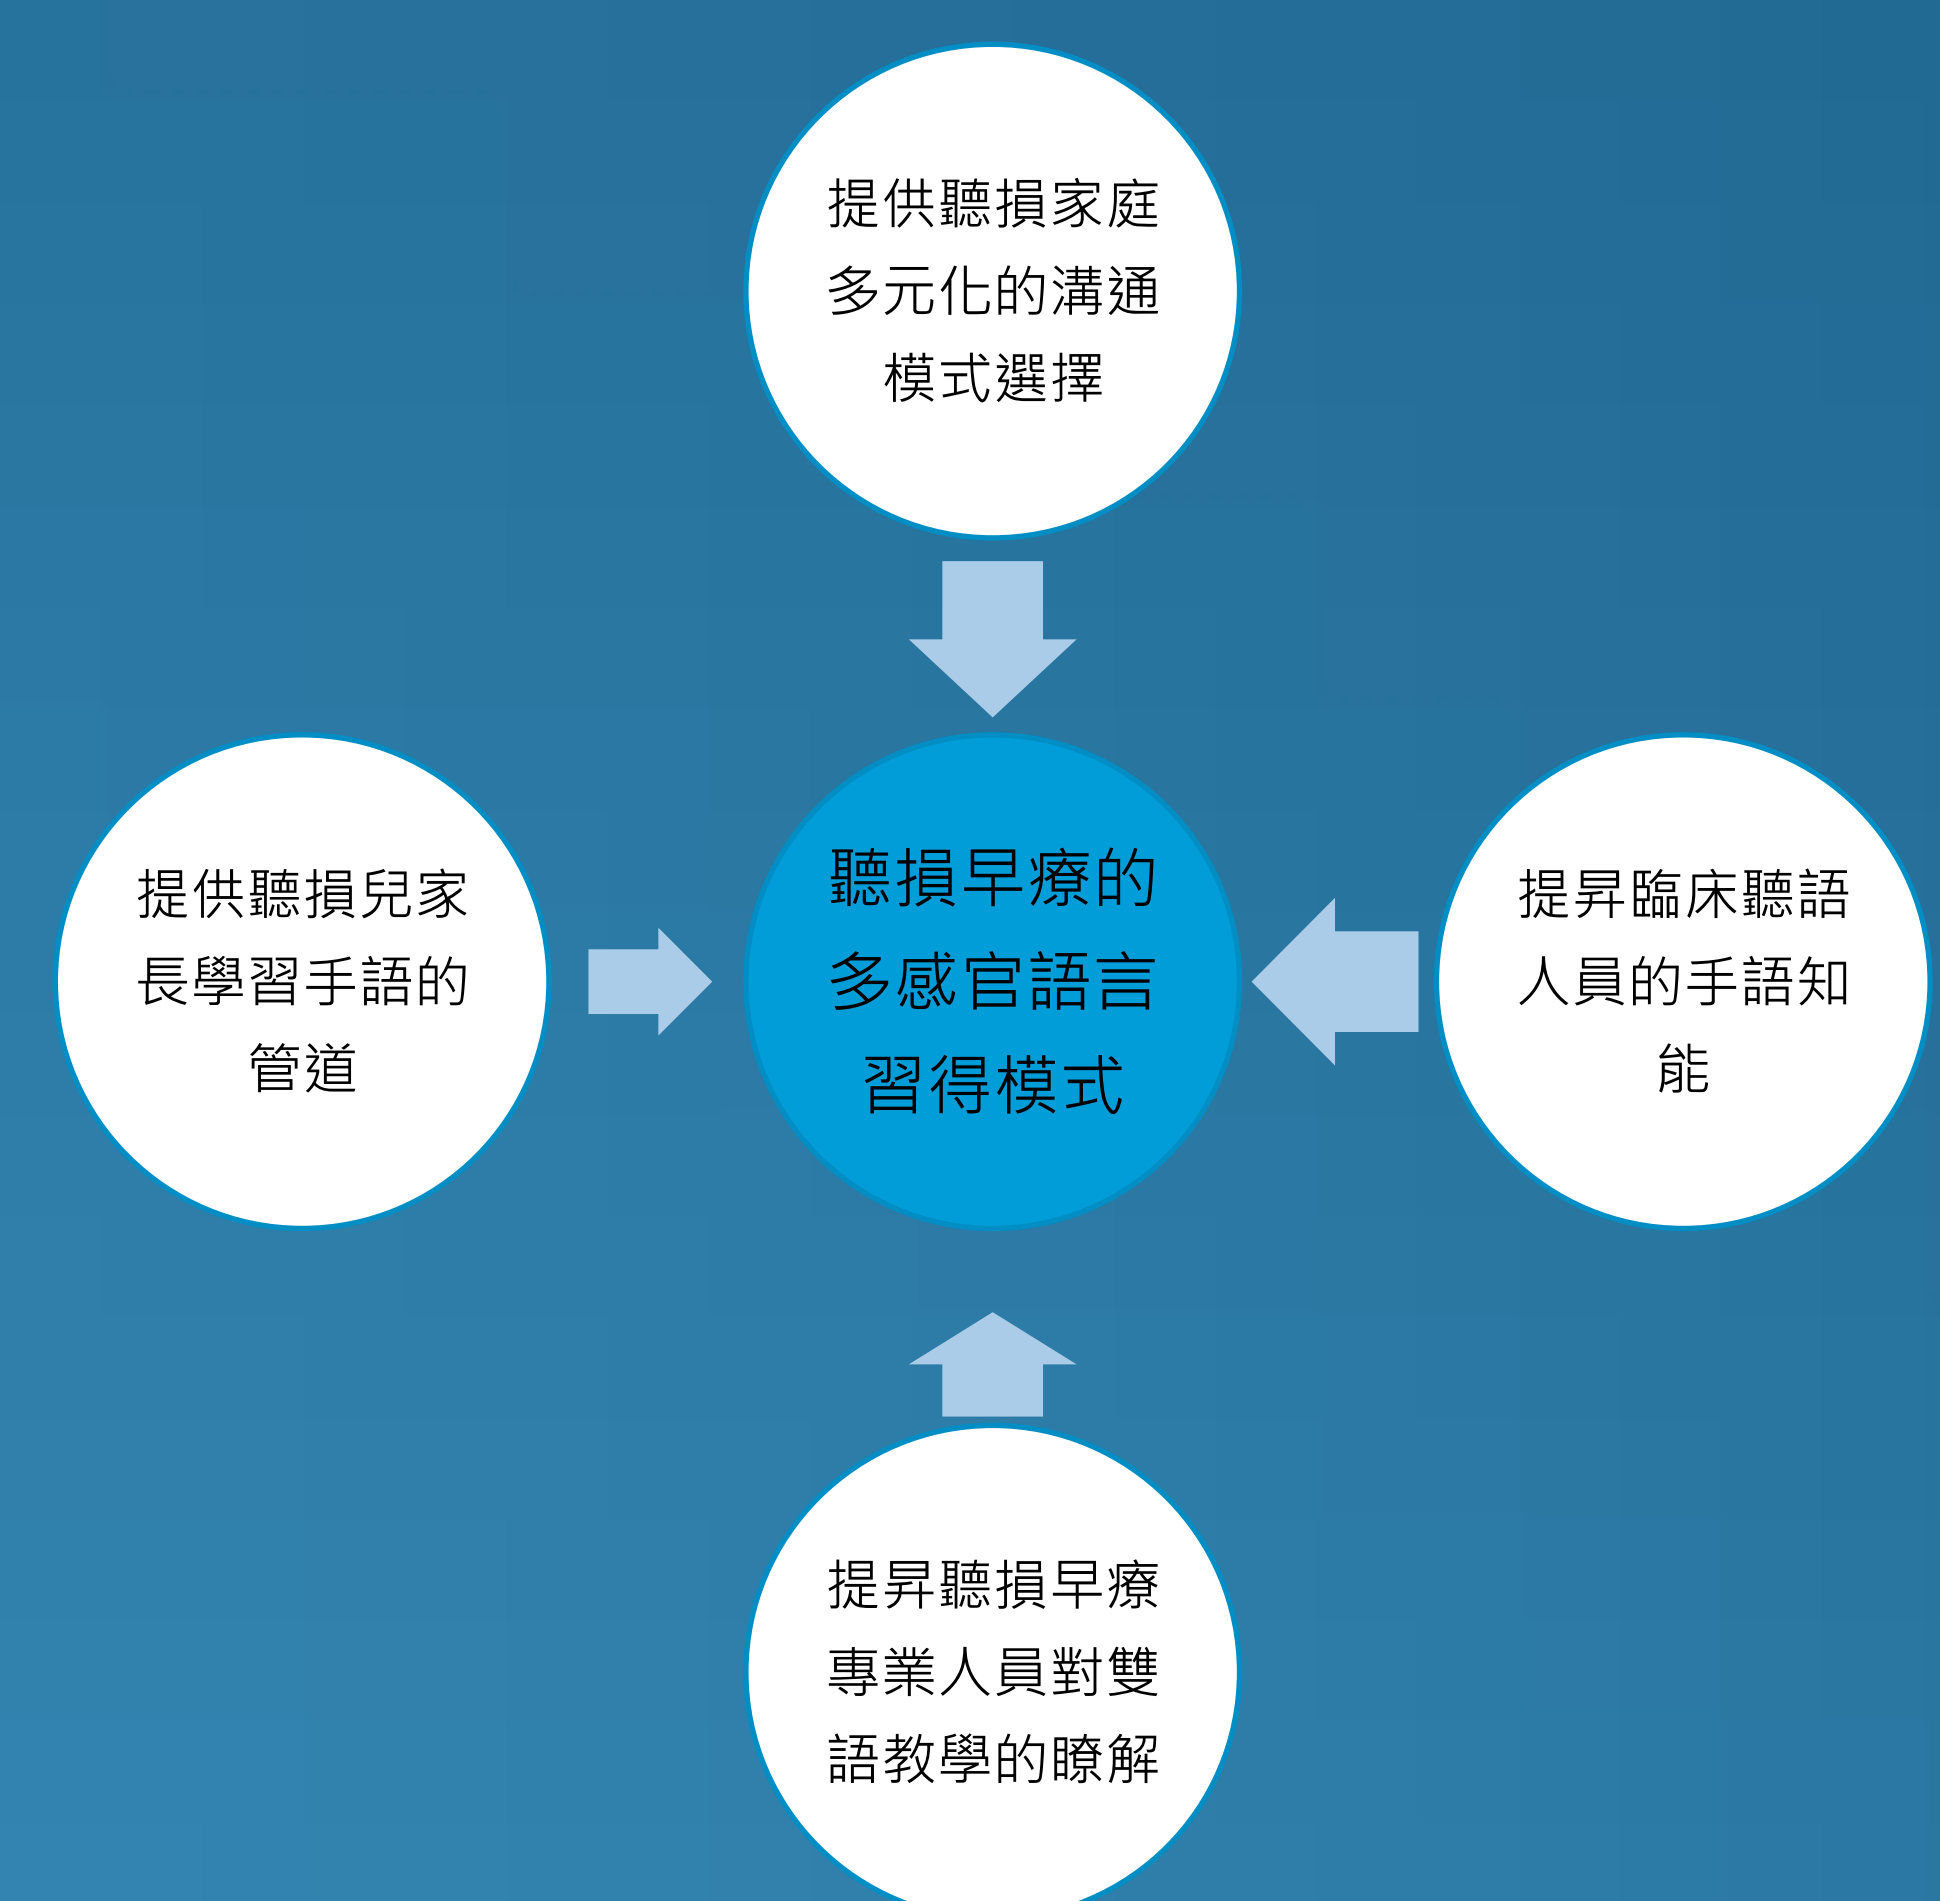 提供聽損家庭
多元化的溝通
模式選擇
提供聽損兒家
長學習手語的
管道
聽損早療的
多感官語言
習得模式
提昇臨床聽語
人員的手語知
能
提昇聽損早療
專業人員對雙
語教學的瞭解